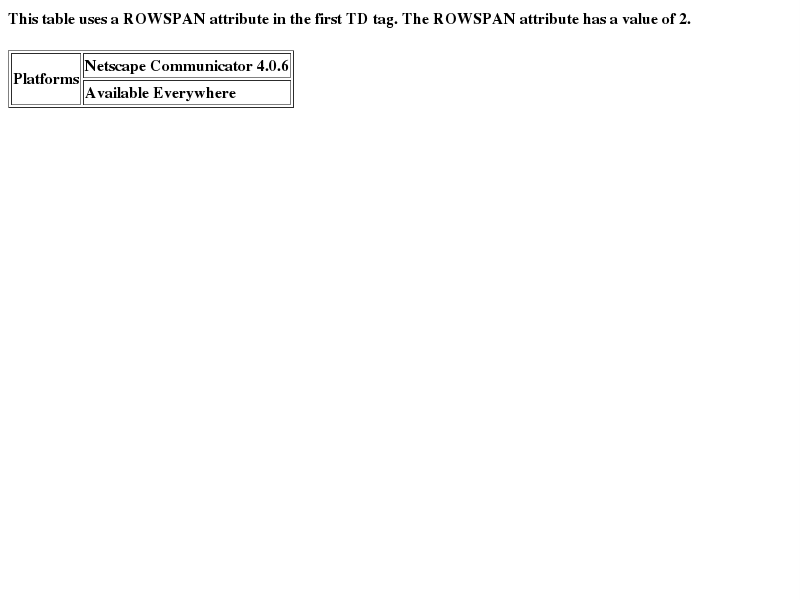 This table uses a ROWSPAN attribute in the first TD tag. The ROWSPAN attribute has a value of 2.
Platforms
Netscape Communicator 4.0.6
Available Everywhere